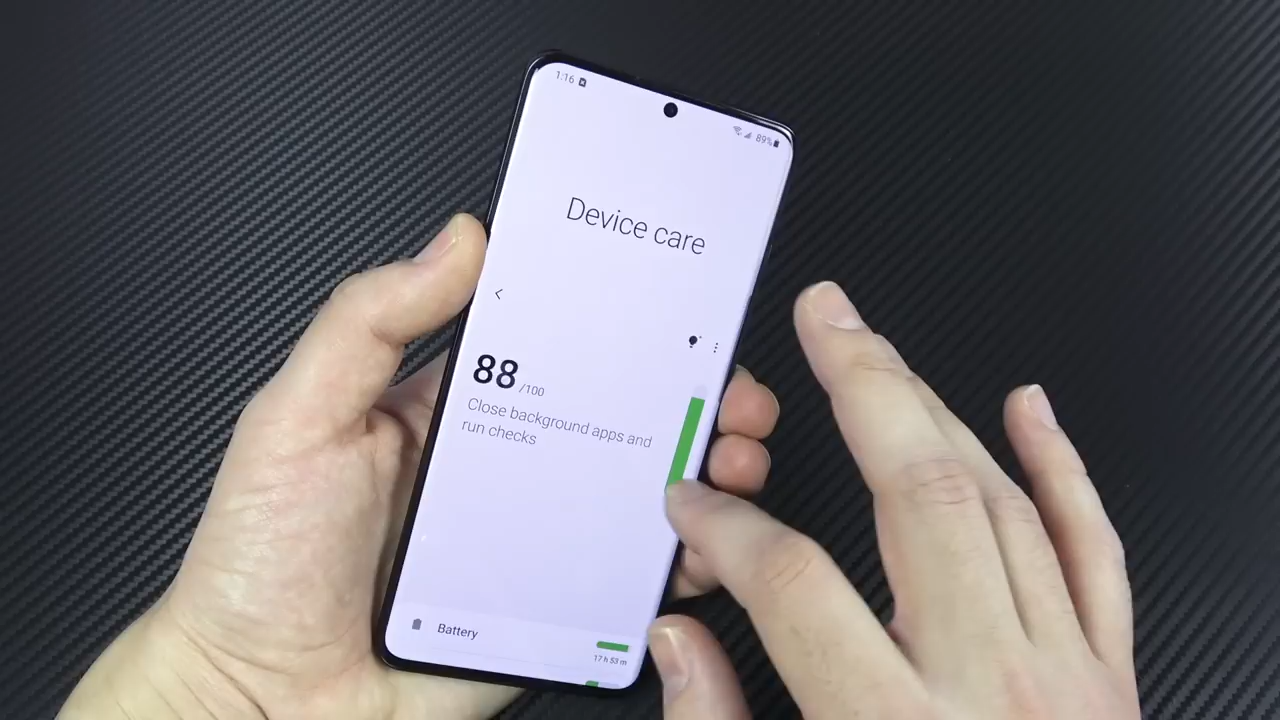 1:16
89%
Device care
88 /100
Close background apps and
run checks
Battery
17 h 53 m